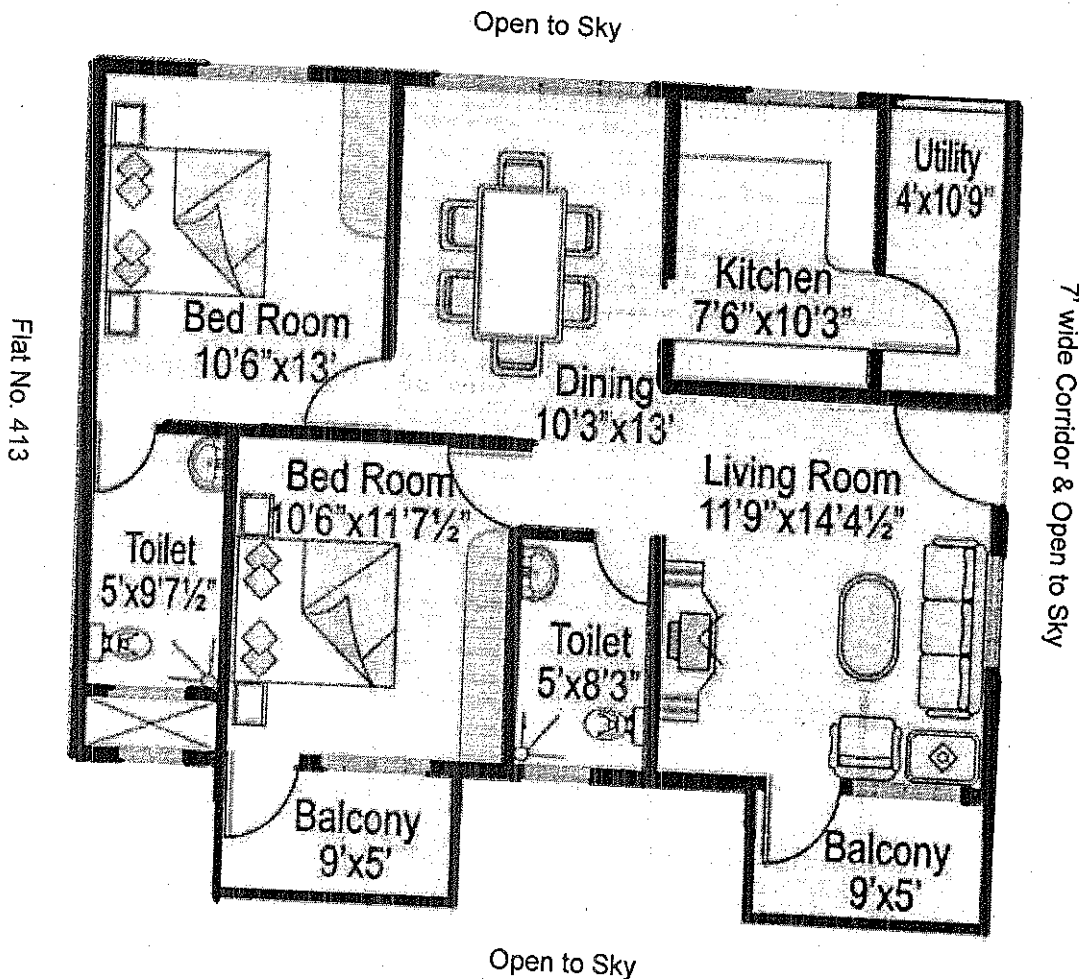 Open to Sky
Utility
4'x10'9"
Kitchen
7'6"x10'3"
Bed Room
10'6"x13'
Dining
10'3"x13'
7' wide Corridor & Open to Sky
Flat No. 413
Bed Room
10'6"x11'7½"
Living Room
11'9"x14'4½"
Toilet
5'x9'7½"
Toilet
5'x8'3"
Balcony
9'x5'
Balcony
9'x5'
Open to Sky